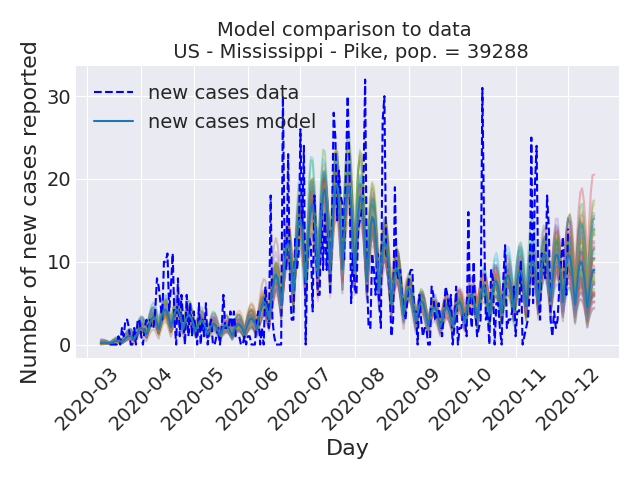 Model comparison to data
US - Mississippi - Pike, pop. = 39288
Number of new cases reported
30
20
10
0
new cases data
new cases model
2020-03
2020-04
2020-05
2020-06
2020-07
2020-08
2020-09
2020-10
2020-11
2020-12
Day